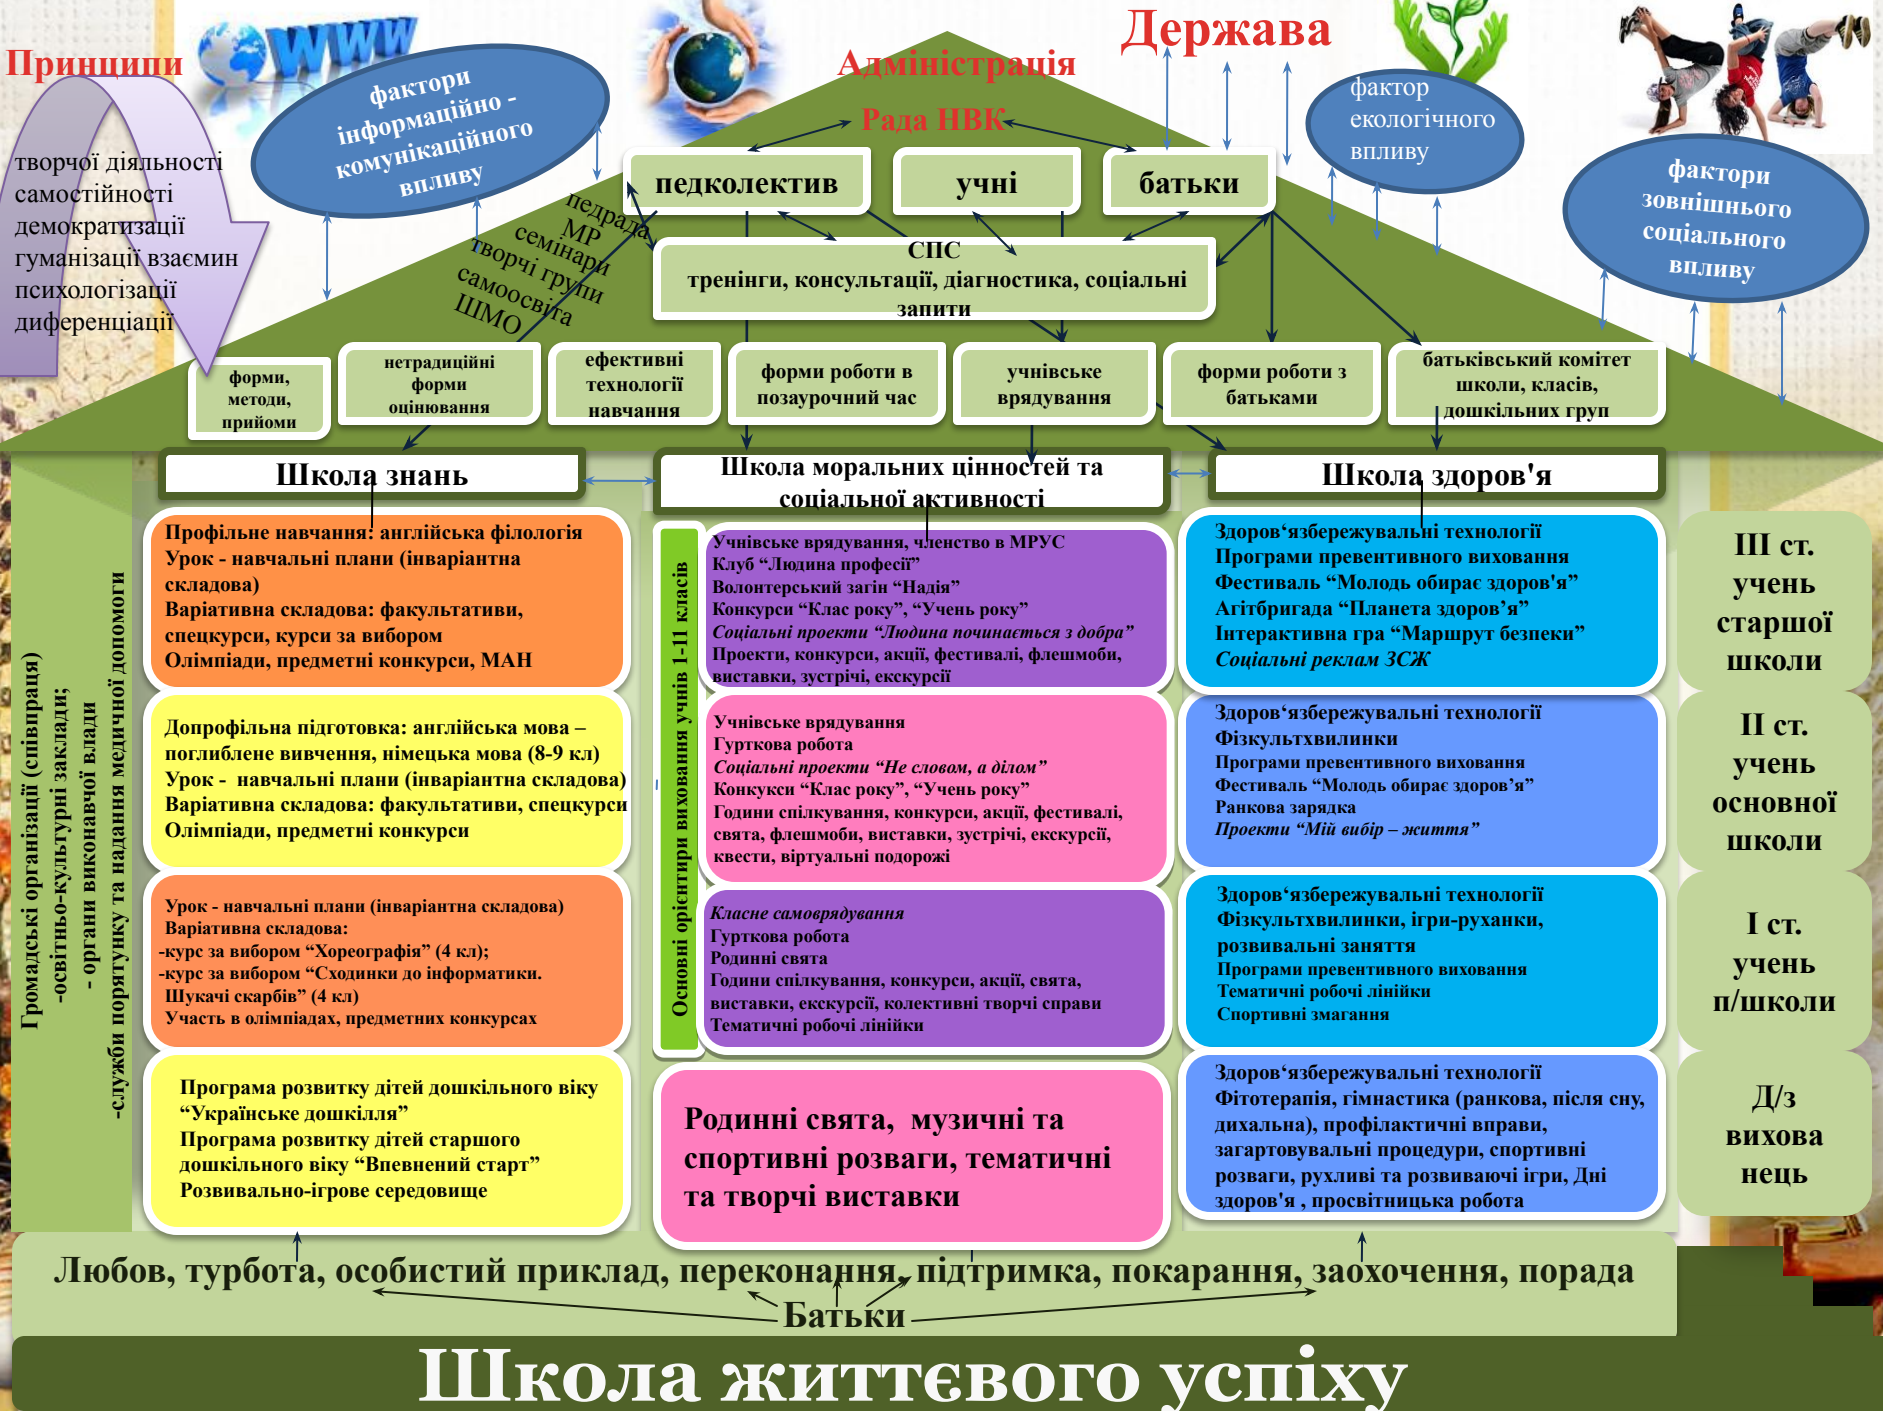 Держава
Принципи
WWW
Адміністрація
Рада НВК
фактори
інформаційно -
комунікаційного
впливу
фактор
екологічного
впливу
фактори
зовнішнього
соціального
впливу
творчої діяльності
самостійності
демократизації
гуманізації взаємин
психологізації
диференціації
педколектив
учні
батьки
педрада
МР
семінари
творчі групи
самоосвіта
ШМО
СПС
тренінги, консультації, діагностика, соціальні
запити
форми,
методи,
прийоми
нетрадиційні
форми
оцінювання
ефективні
технології
навчання
форми роботи в
позаурочний час
учнівське
врядування
форми роботи з
батьками
батьківський комітет
школи, класів,
дошкільних груп
Школа знань
Школа моральних цінностей та
соціальної активності
Школа здоров'я
Громадські організації (співпраця)
-освітньо-культурні заклади;
- органи виконавчої влади
-служби порятунку та надання медичної допомоги
Профільне навчання: англійська філологія
Урок - навчальні плани (інваріантна
складова)
Варіативна складова: факультативи,
спецкурси, курси за вибором
Олімпіади, предметні конкурси, МАН
Основні орієнтири виховання учнів 1-11 класів
Учнівське врядування, членство в МРУС
Клуб “Людина професії”
Волонтерський загін “Надія”
Конкурси “Клас року”, “Учень року”
Соціальні проекти “Людина починається з добра”
Проекти, конкурси, акції, фестивалі, флешмоби,
виставки, зустрічі, екскурсії
Здоров‘язбережувальні технології
Програми превентивного виховання
Фестиваль “Молодь обирає здоров'я”
Агітбригада “Планета здоров’я”
Інтерактивна гра “Маршрут безпеки”
Соціальні реклам ЗСЖ
ІІІ ст.
учень
старшої
школи
Допрофільна підготовка: англійська мова –
поглиблене вивчення, німецька мова (8-9 кл)
Урок -  навчальні плани (інваріантна складова)
Варіативна складова: факультативи, спецкурси
Олімпіади, предметні конкурси
Учнівське врядування
Гурткова робота
Соціальні проекти “Не словом, а ділом”
Конкукси “Клас року”, “Учень року”
Години спілкування, конкурси, акції, фестивалі,
свята, флешмоби, виставки, зустрічі, екскурсії,
квести, віртуальні подорожі
Здоров‘язбережувальні технології
Фізкультхвилинки
Програми превентивного виховання
Фестиваль “Молодь обирає здоров’я”
Ранкова зарядка
Проекти “Мій вибір – життя”
ІІ ст.
учень
основної
школи
Урок - навчальні плани (інваріантна складова)
Варіативна складова:
-курс за вибором “Хореографія” (4 кл);
-курс за вибором “Сходинки до інформатики.
Шукачі скарбів” (4 кл)
Участь в олімпіадах, предметних конкурсах
Класне самоврядування
Гурткова робота
Родинні свята
Години спілкування, конкурси, акції, свята,
виставки, екскурсії, колективні творчі справи
Тематичні робочі лінійки
Здоров‘язбережувальні технології
Фізкультхвилинки, ігри-руханки,
розвивальні заняття
Програми превентивного виховання
Тематичні робочі лінійки
Спортивні змагання
І ст.
учень
п/школи
Програма розвитку дітей дошкільного віку
“Українське дошкілля”
Програма розвитку дітей старшого
дошкільного віку “Впевнений старт”
Розвивально-ігрове середовище
Родинні свята,  музичні та
спортивні розваги, тематичні
та творчі виставки
Здоров‘язбережувальні технології
Фітотерапія, гімнастика (ранкова, після сну,
дихальна), профілактичні вправи,
загартовувальні процедури, спортивні
розваги, рухливі та розвиваючі ігри, Дні
здоров'я , просвітницька робота
Д/з
вихова
нець
Любов, турбота, особистий приклад, переконання, підтримка, покарання, заохочення, порада
Батьки
Школа життєвого успіху